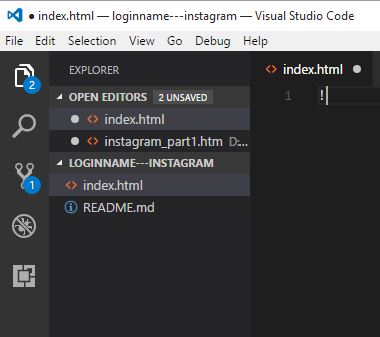 ● index.html — loginname---instagram — Visual Studio Code
File Edit Selection View Go Debug Help
EXPLORER
OPEN EDITORS 2 UNSAVED
index.html
instagram_part1.htm D:...
LOGINNAME---INSTAGRAM
index.html
README.md
2
1
index.html
1 !